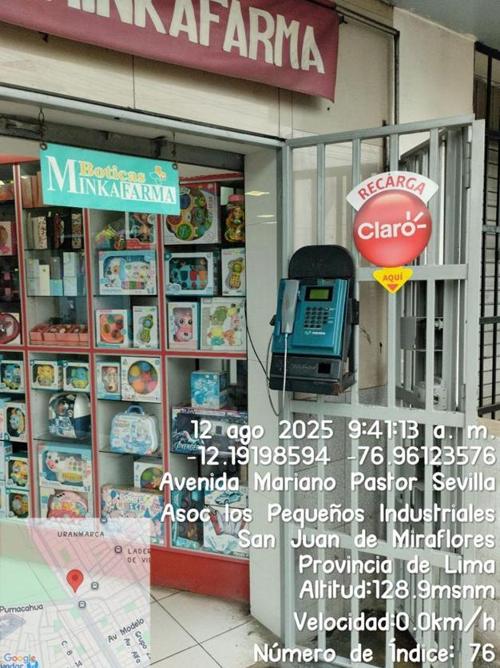 MINKAFARMA
Boticas
MINKAFARMA
RECARGA
Claro
AQUÍ
12 ago 2025 9:41:13 a. m.
-12.19198594 -76.96123576
Avenida Mariano Pastor Sevilla
Asoc los Pequeños Industriales
San Juan de Miraflores
Provincia de Lima
Altitud:128.9msnm
Velocidad:0.0km/h
Número de Índice: 76
URANMARCA
Pumacahua
Av Modelo
Google